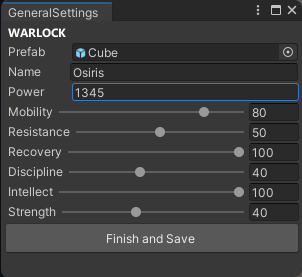 GeneralSettings
WARLOCK
Prefab Cube
Name Osiris
Power 1345
Mobility 80
Resistance 50
Recovery 100
Discipline 40
Intellect 100
Strength 40
Finish and Save